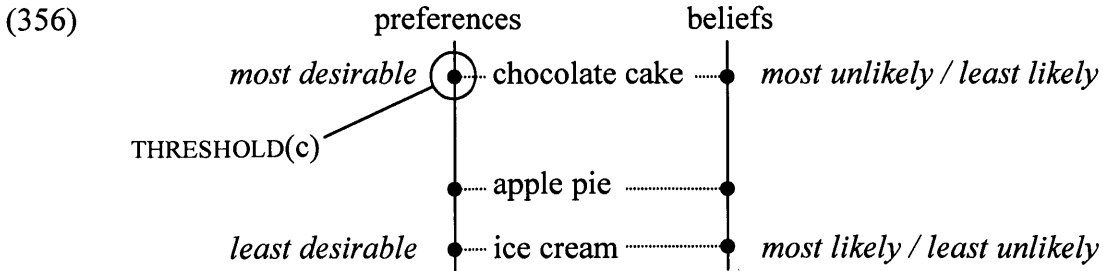 (356) preferences beliefs
most desirable chocolate cake most unlikely / least likely
THRESHOLD(c)
apple pie
least desirable ice cream most likely / least unlikely